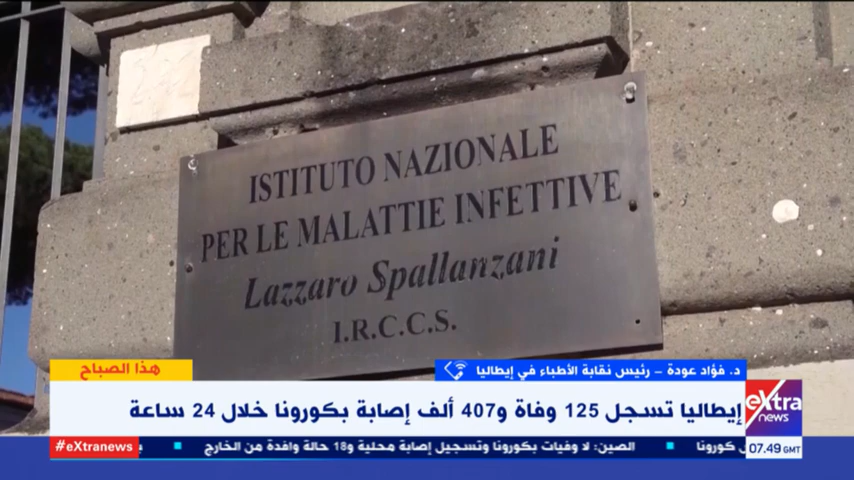 ISTITUTO NAZIONALE
PER LE MALATTIE INFETTIVE
Lazzaro Spallanzani
I.R.C.C.S.
هذا الصباح
د. فؤاد عودة – رئيس نقابة الأطباء في إيطاليا
إيطاليا تسجل 125 وفاة و407 ألف إصابة بكورونا خلال 24 ساعة
eXtra
news
#eXtranews
الصين: لا وفيات بكورونا وتسجيل إصابة محلية و18 حالة وافدة من الخارج
كورونا
07.49 GMT